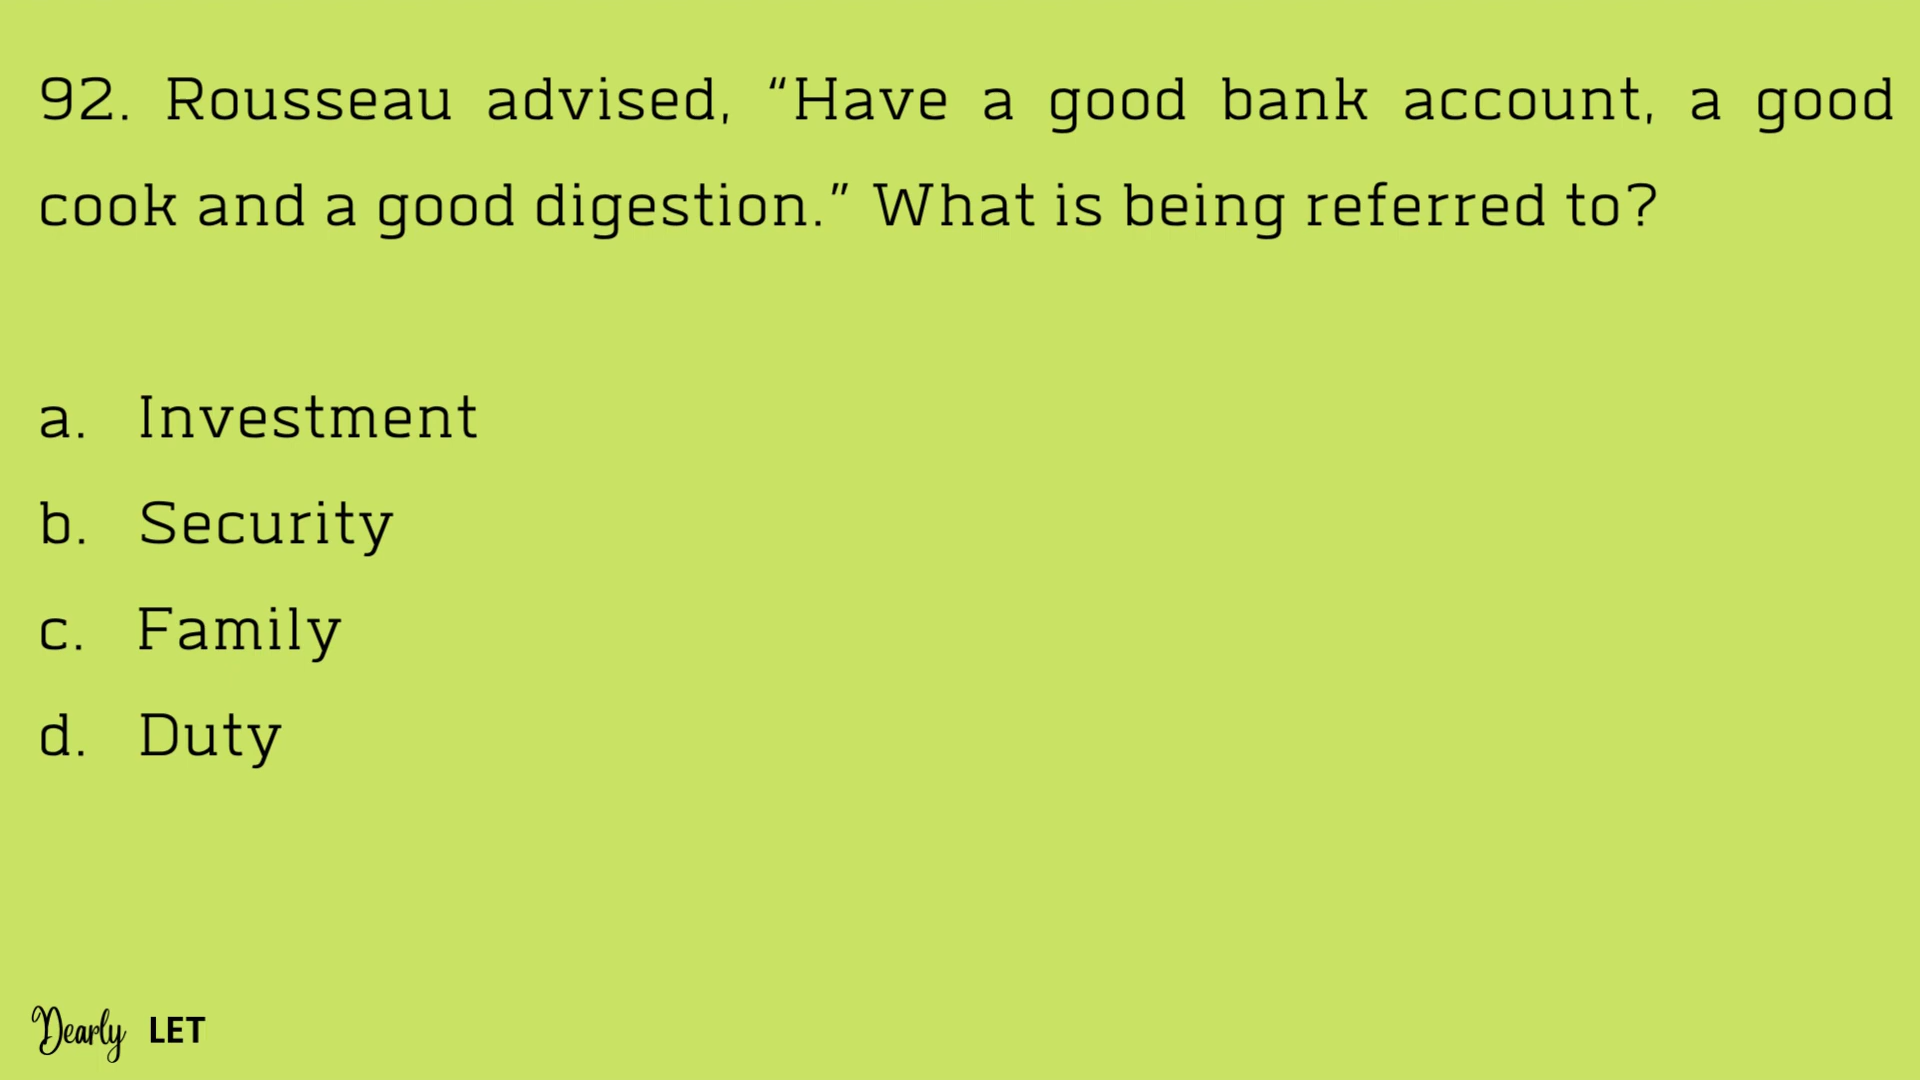 92. Rousseau advised, “Have a good bank account, a good
cook and a good digestion.” What is being referred to?
a. Investment
b. Security
c. Family
d. Duty
Dearly LET